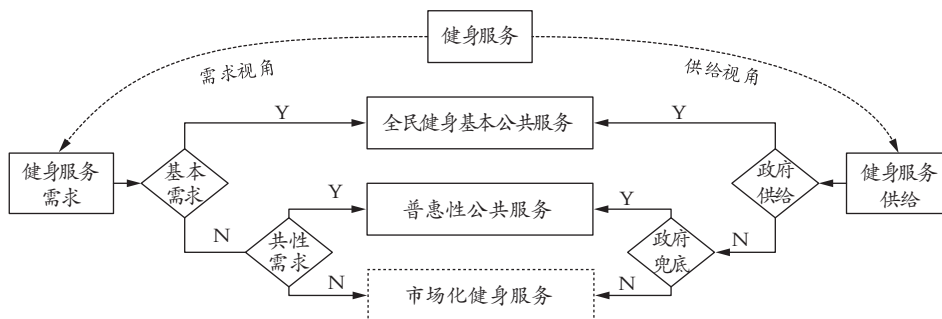 健身服务
需求视角
供给视角
Y
全民健身基本公共服务
Y
健身服务
需求
基本
需求
政府
供给
健身服务
供给
Y
普惠性公共服务
Y
N
共性
需求
政府
兜底
N
N
市场化健身服务
N